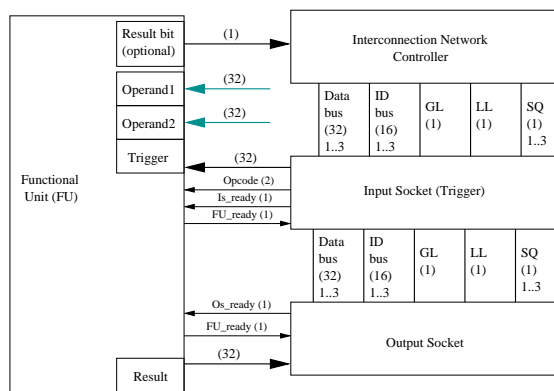 Result bit
(optional)
(1)
Interconnection Network
Controller
Operand1
(32)
Operand2
(32)
Data
bus
(32)
1..3
ID
bus
(16)
1..3
GL
(1)
LL
(1)
SQ
(1)
1..3
Trigger
(32)
Functional
Unit (FU)
Opcode (2)
Is_ready (1)
FU_ready (1)
Input Socket (Trigger)
Data
bus
(32)
1..3
ID
bus
(16)
1..3
GL
(1)
LL
(1)
SQ
(1)
1..3
Os_ready (1)
FU_ready (1)
Output Socket
(32)
Result